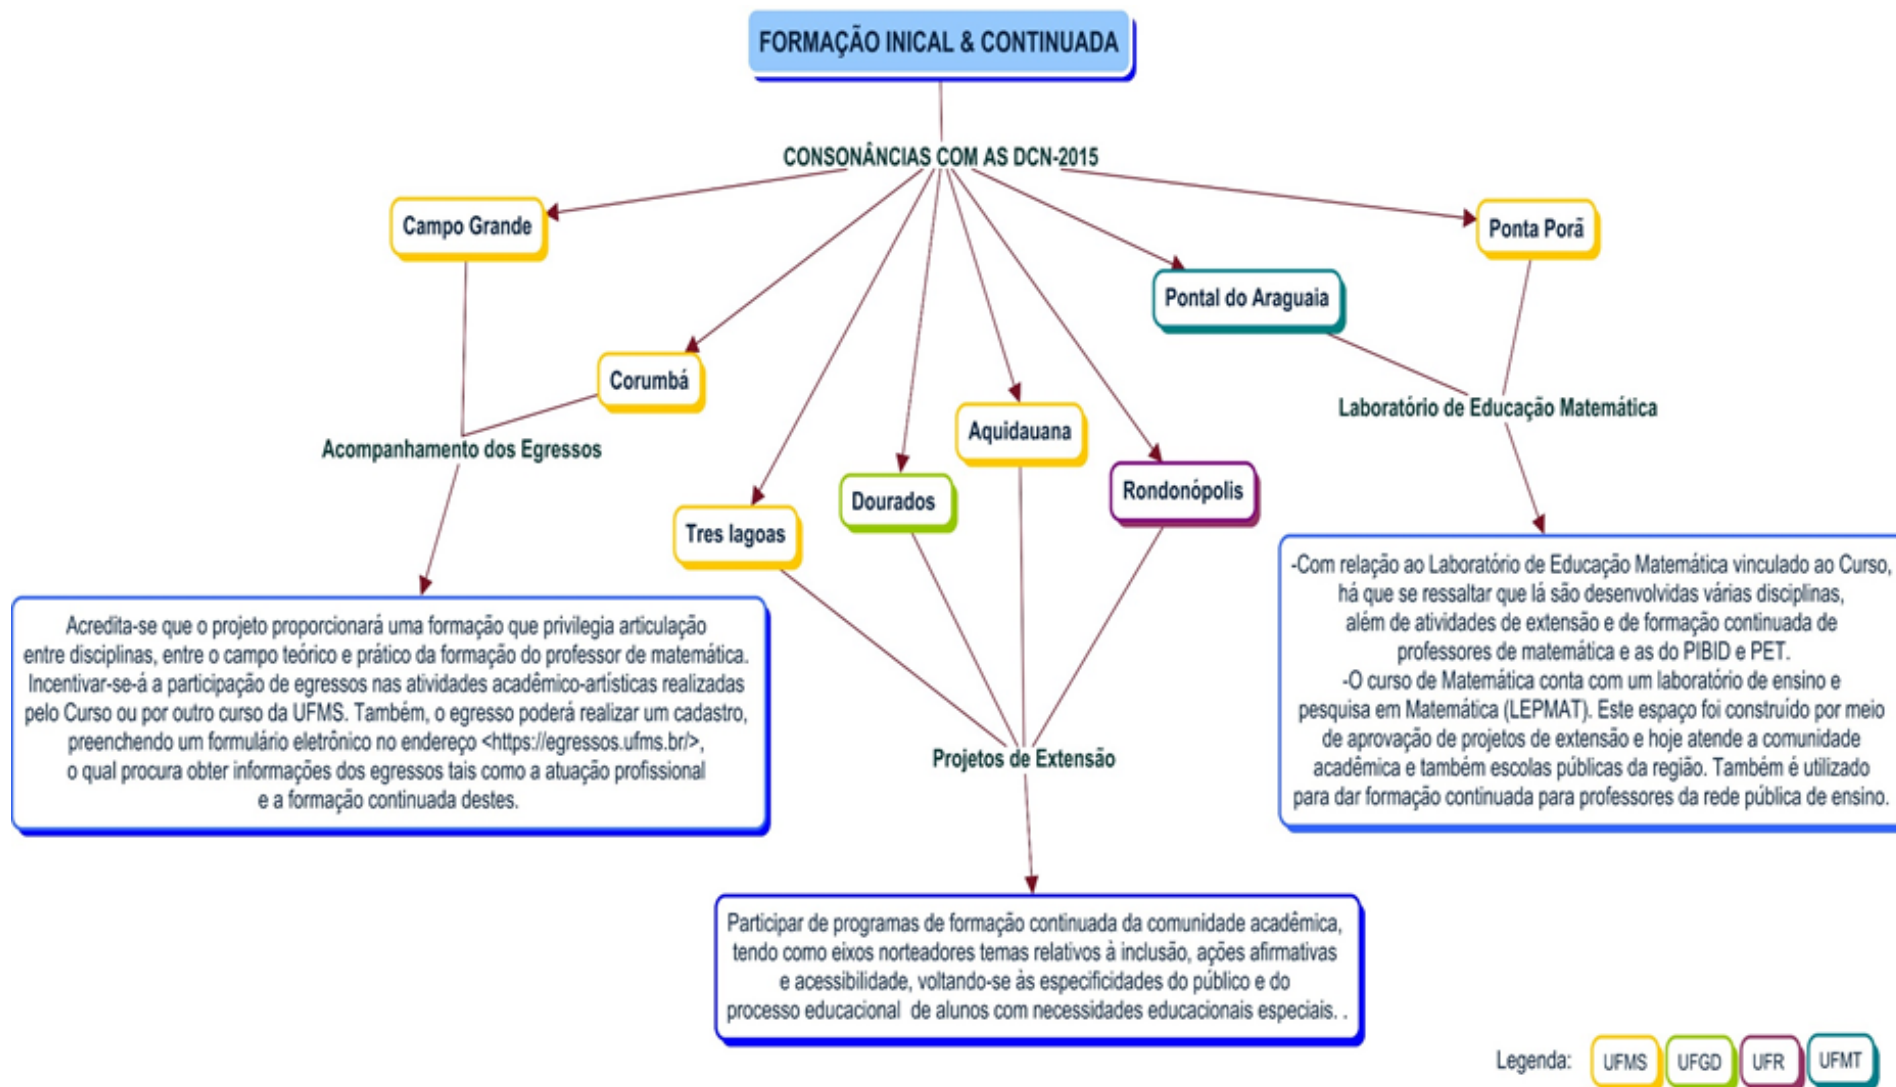 FORMAÇÃO INICAL & CONTINUADA
CONSONÂNCIAS COM AS DCN-2015
Campo Grande
Ponta Porã
Pontal do Araguaia
Corumbá
Laboratório de Educação Matemática
Aquidauana
Acompanhamento dos Egressos
Rondonópolis
Dourados
Tres lagoas
-Com relação ao Laboratório de Educação Matemática vinculado ao Curso,
há que se ressaltar que lá são desenvolvidas várias disciplinas,
além de atividades de extensão e de formação continuada de
professores de matemática e as do PIBID e PET.
-O curso de Matemática conta com um laboratório de ensino e
pesquisa em Matemática (LEPMAT). Este espaço foi construído por meio
de aprovação de projetos de extensão e hoje atende a comunidade
acadêmica e também escolas públicas da região. Também é utilizado
para dar formação continuada para professores da rede pública de ensino.
Acredita-se que o projeto proporcionará uma formação que privilegia articulação
entre disciplinas, entre o campo teórico e prático da formação do professor de matemática.
Incentivar-se-á a participação de egressos nas atividades acadêmico-artísticas realizadas
pelo Curso ou por outro curso da UFMS. Também, o egresso poderá realizar um cadastro,
preenchendo um formulário eletrônico no endereço <https://egressos.ufms.br/>,
o qual procura obter informações dos egressos tais como a atuação profissional
e a formação continuada destes.
Projetos de Extensão
Participar de programas de formação continuada da comunidade acadêmica,
tendo como eixos norteadores temas relativos à inclusão, ações afirmativas
e acessibilidade, voltando-se às especificidades do público e do
processo educacional de alunos com necessidades educacionais especiais. .
Legenda: UFMS UFGD UFR UFMT